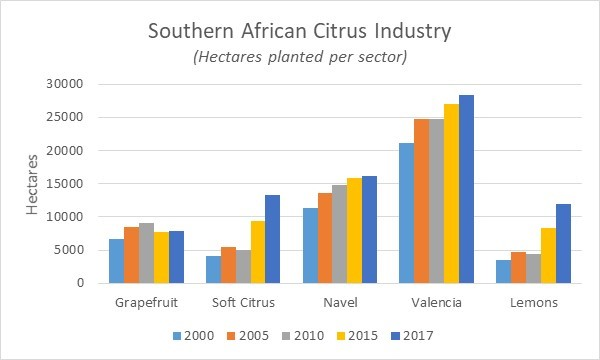 Southern African Citrus Industry
(Hectares planted per sector)
Hectares
30000
25000
20000
15000
10000
5000
0
Grapefruit Soft Citrus Navel Valencia Lemons
2000 2005 2010 2015 2017